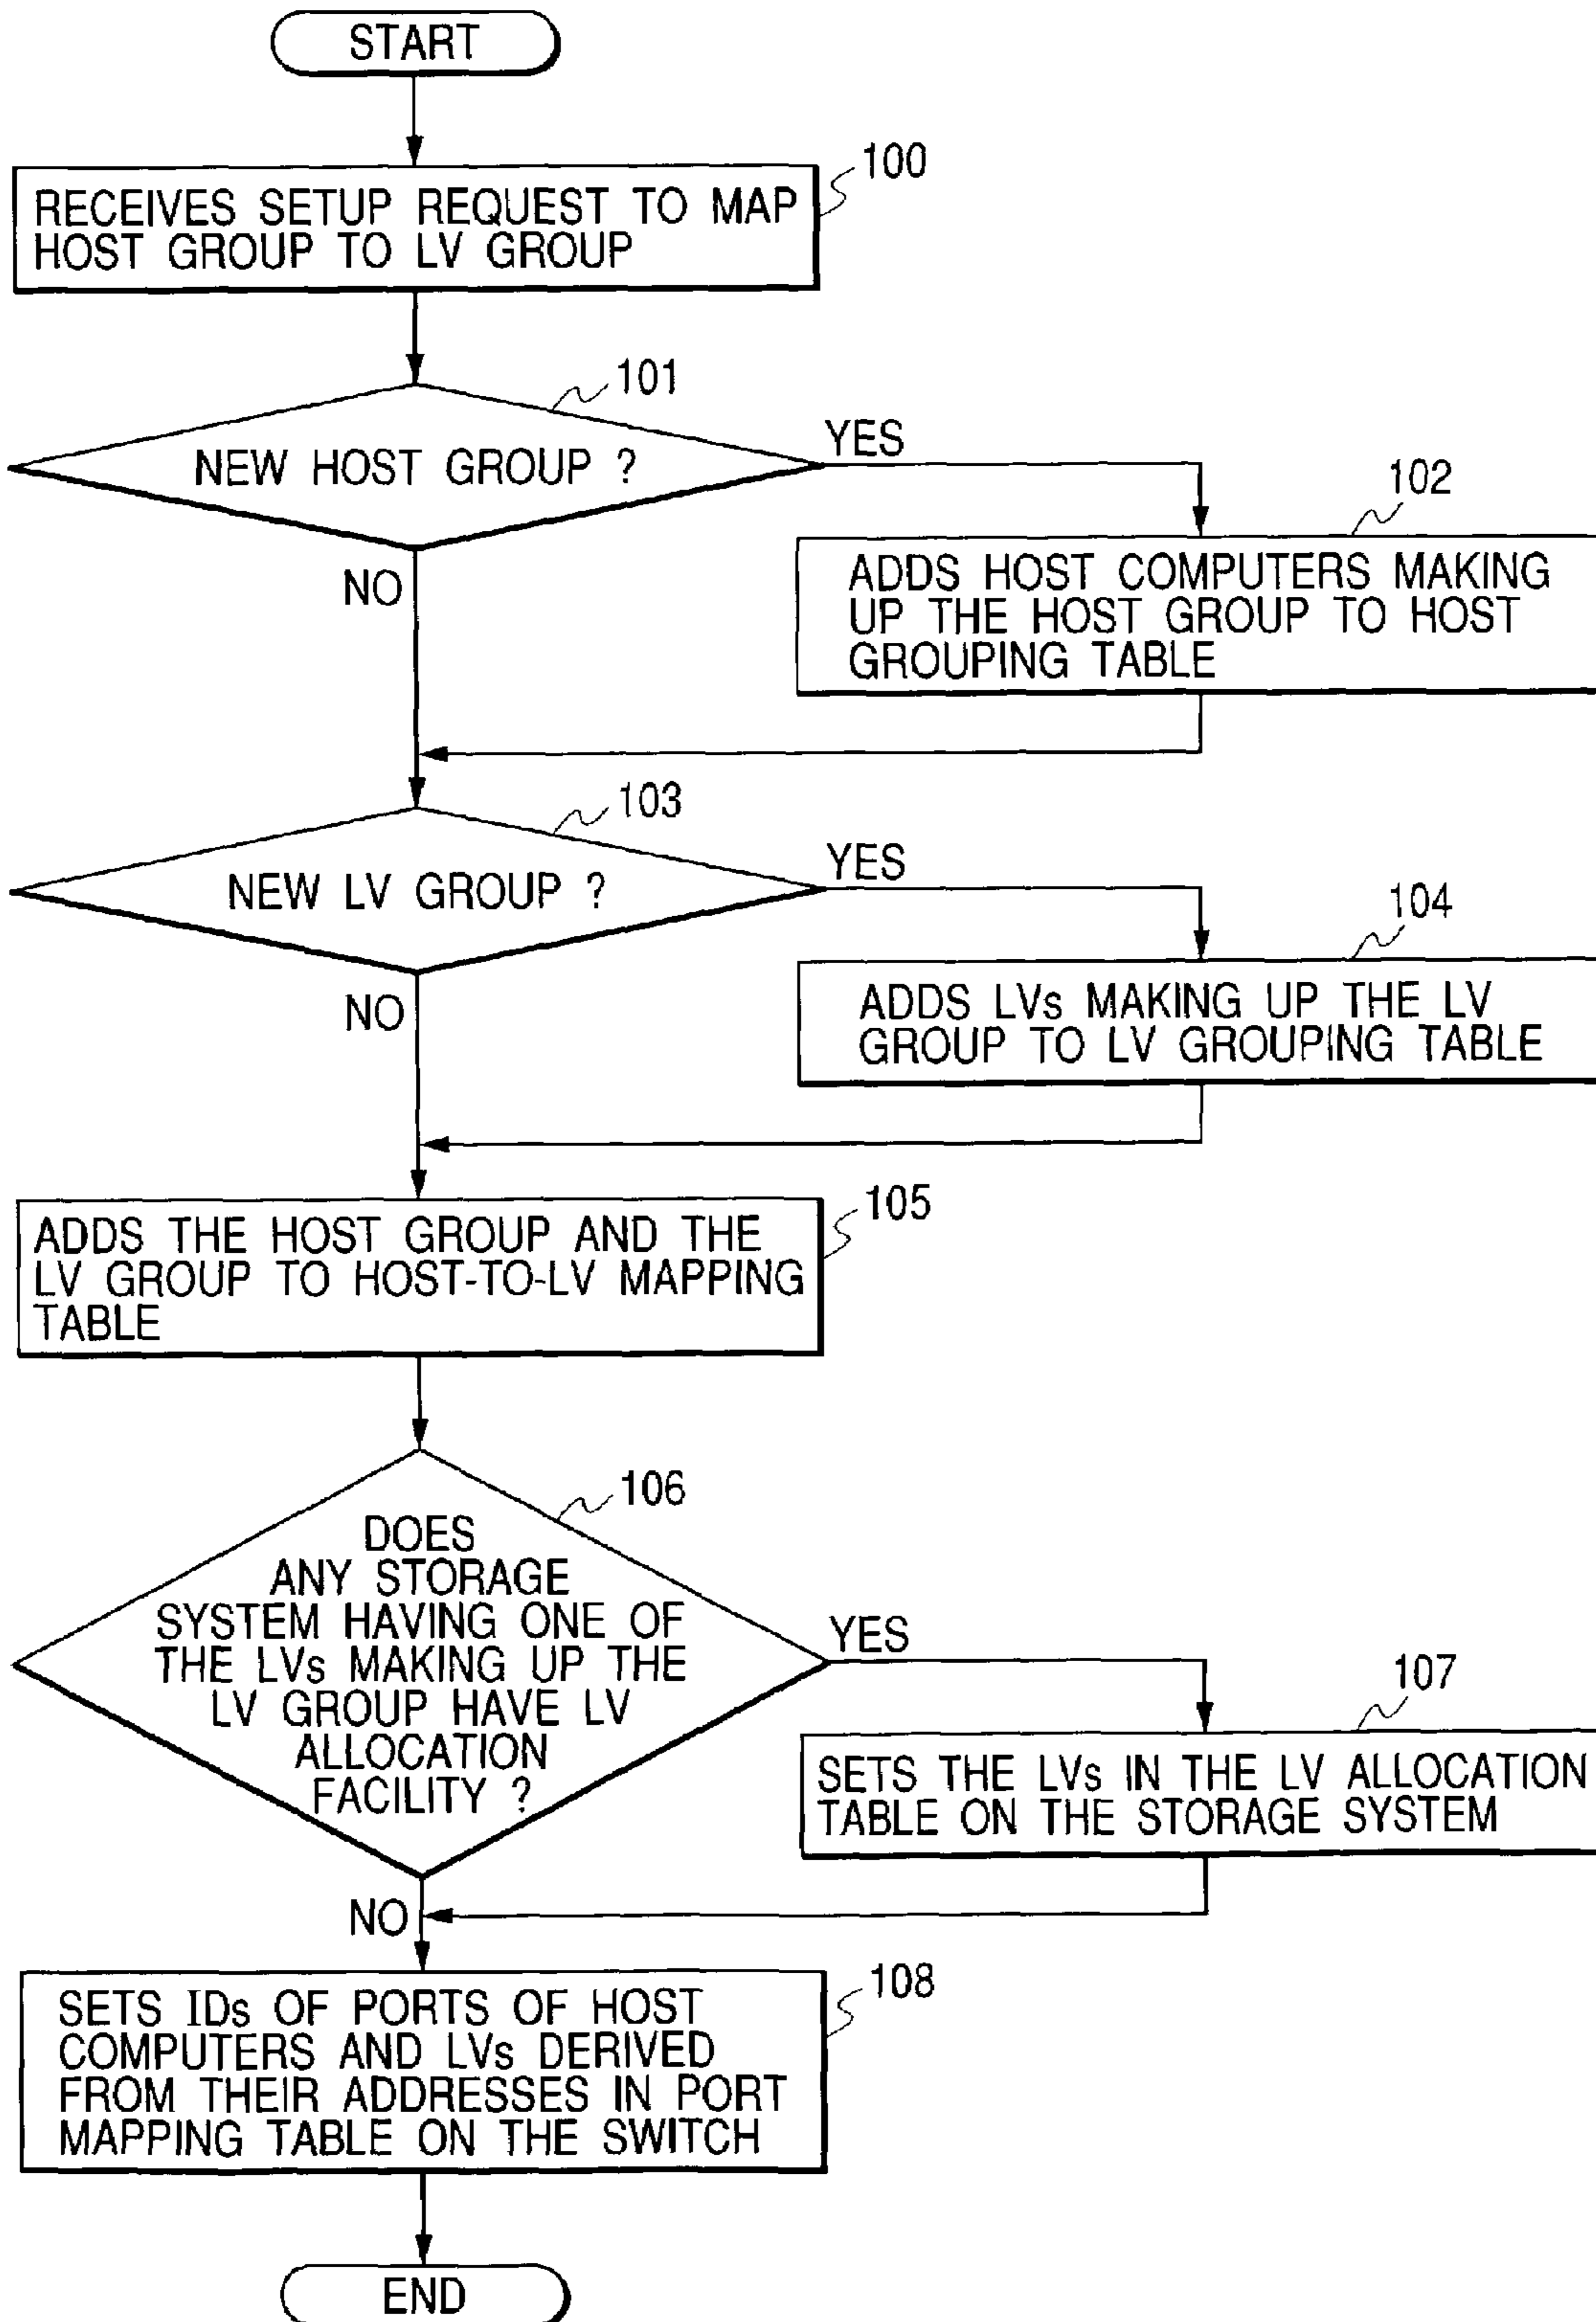 START
100
RECEIVES SETUP REQUEST TO MAP
HOST GROUP TO LV GROUP
101
NEW HOST GROUP ?
YES
NO
102
ADDS HOST COMPUTERS MAKING
UP THE HOST GROUP TO HOST
GROUPING TABLE
103
NEW LV GROUP ?
YES
NO
104
ADDS LVs MAKING UP THE LV
GROUP TO LV GROUPING TABLE
105
ADDS THE HOST GROUP AND THE
LV GROUP TO HOST-TO-LV MAPPING
TABLE
106
DOES
ANY STORAGE
SYSTEM HAVING ONE OF
THE LVs MAKING UP THE
LV GROUP HAVE LV
ALLOCATION
FACILITY ?
YES
NO
107
SETS THE LVs IN THE LV ALLOCATION
TABLE ON THE STORAGE SYSTEM
108
SETS IDs OF PORTS OF HOST
COMPUTERS AND LVs DERIVED
FROM THEIR ADDRESSES IN PORT
MAPPING TABLE ON THE SWITCH
END